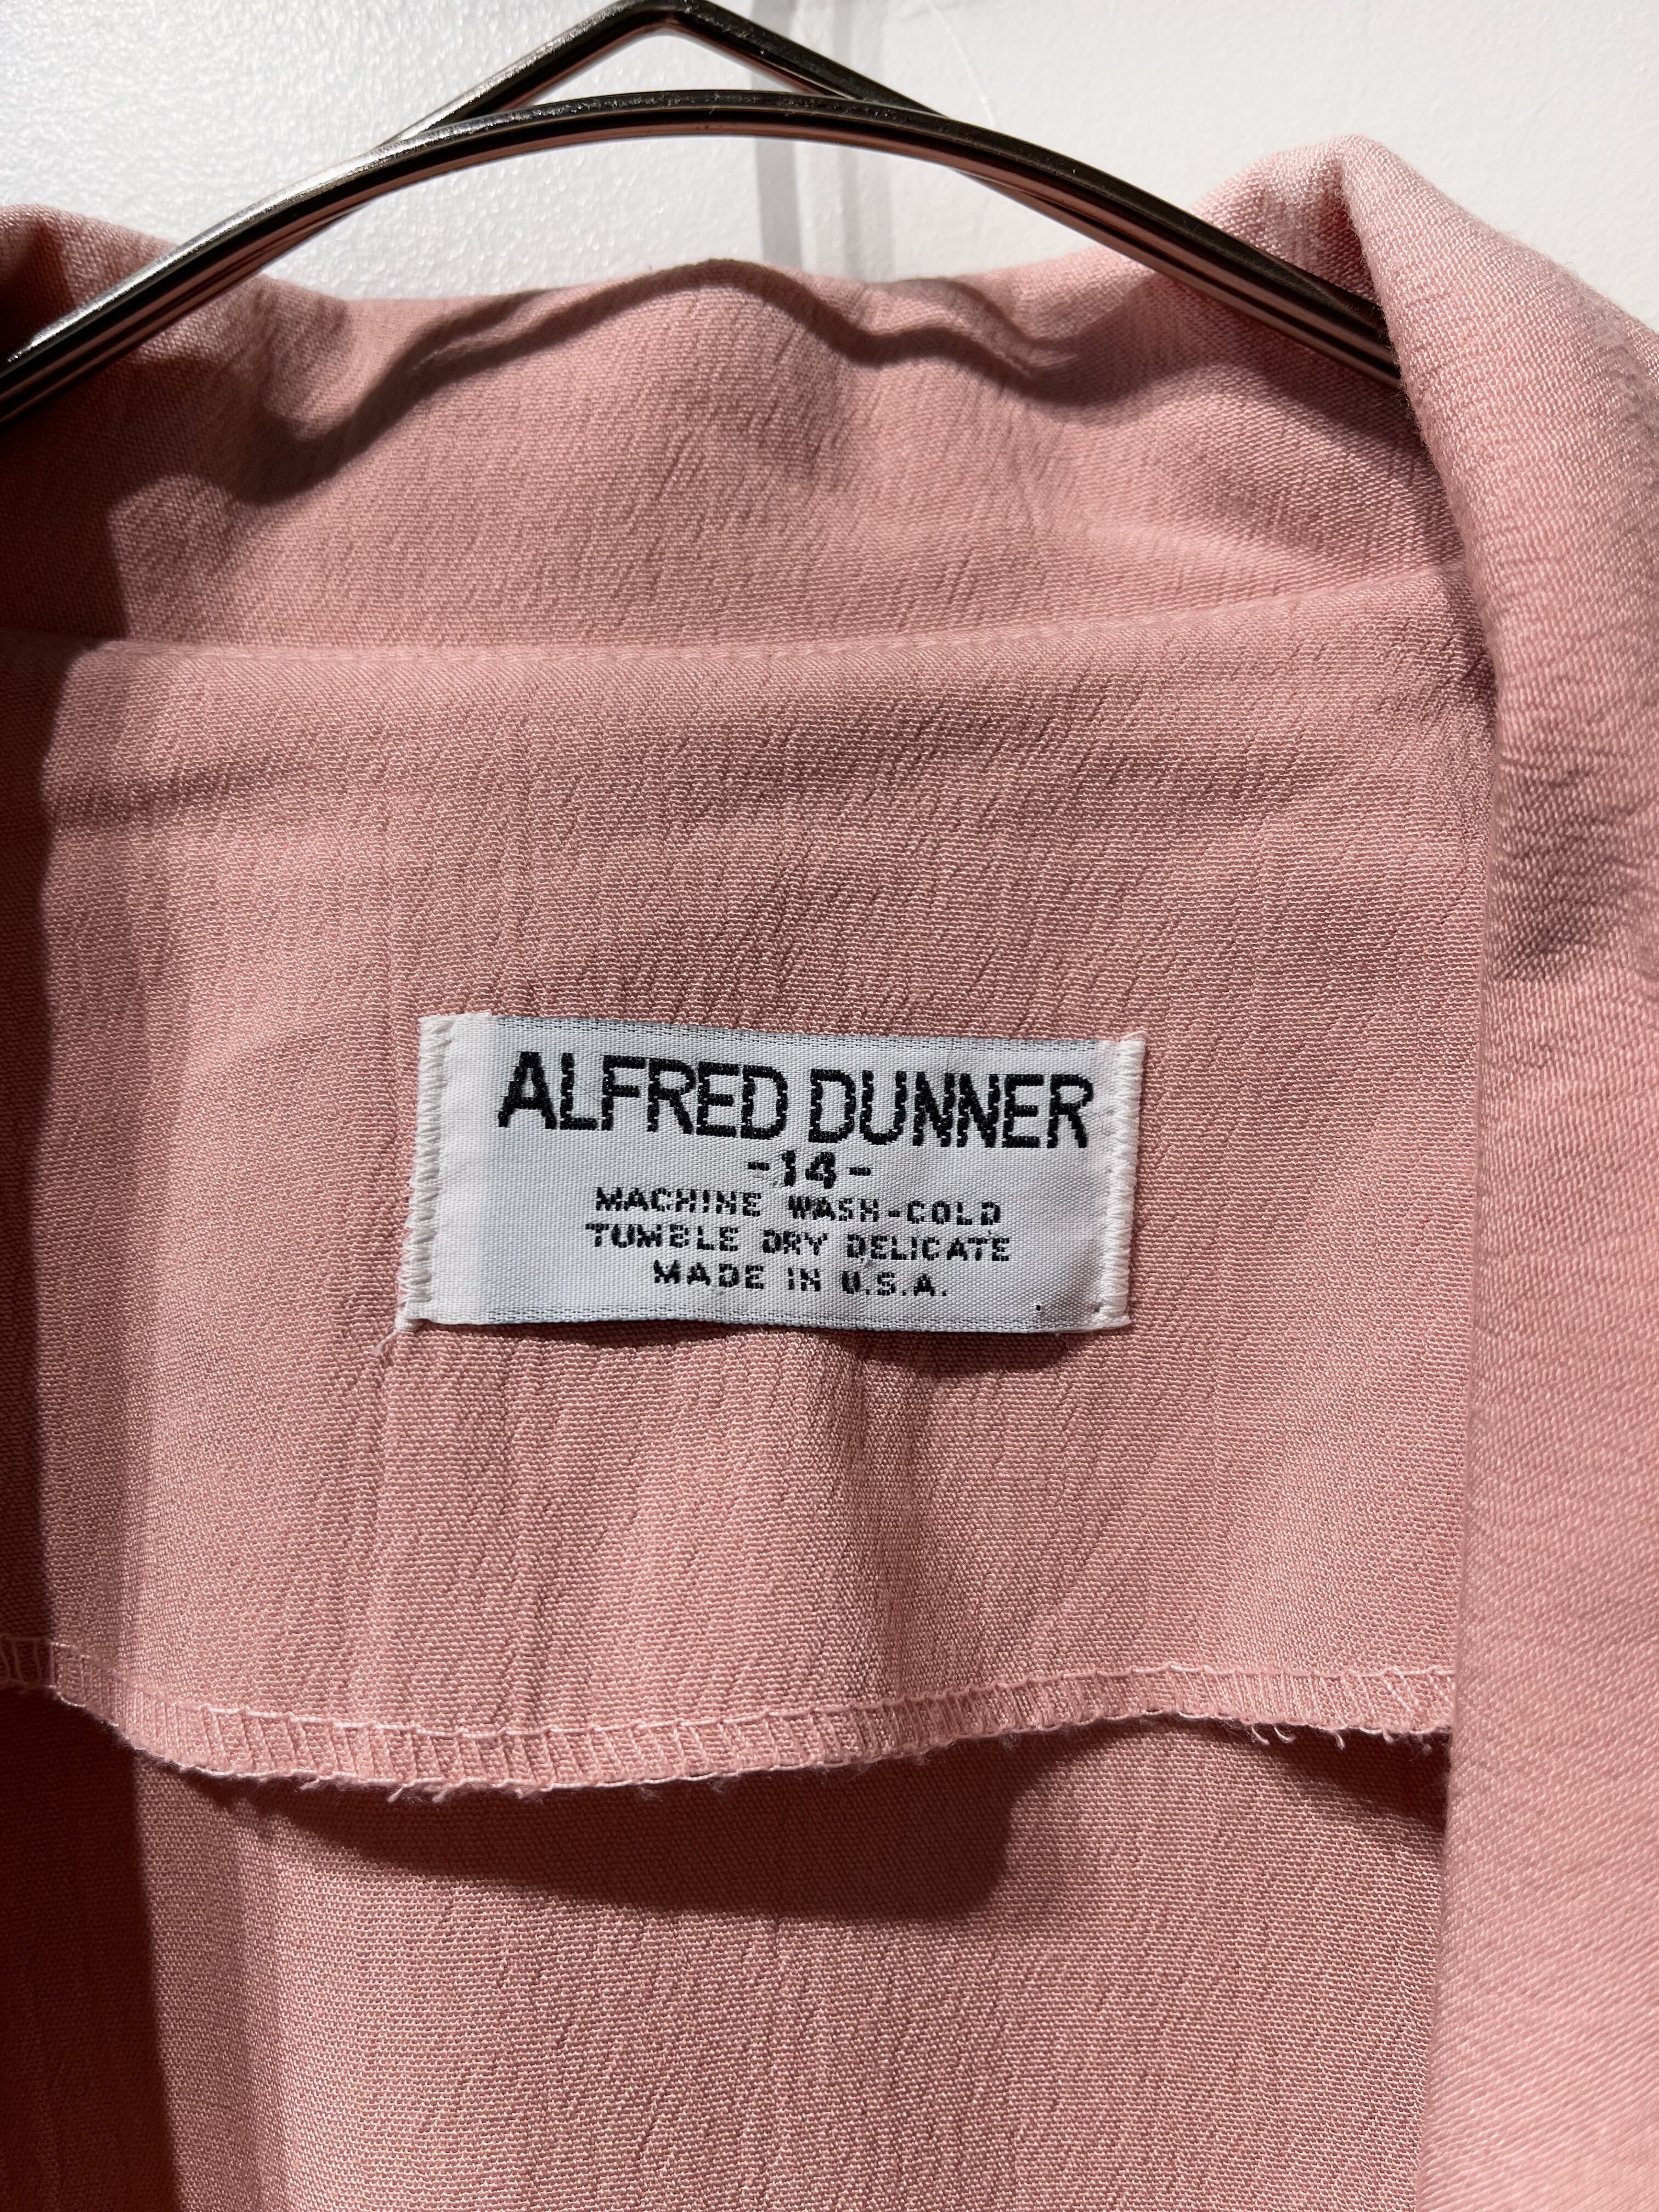 ALFRED DUNNER
-14-
MACHINE WASH-COLD
TUMBLE DRY DELICATE
MADE IN U.S.A.